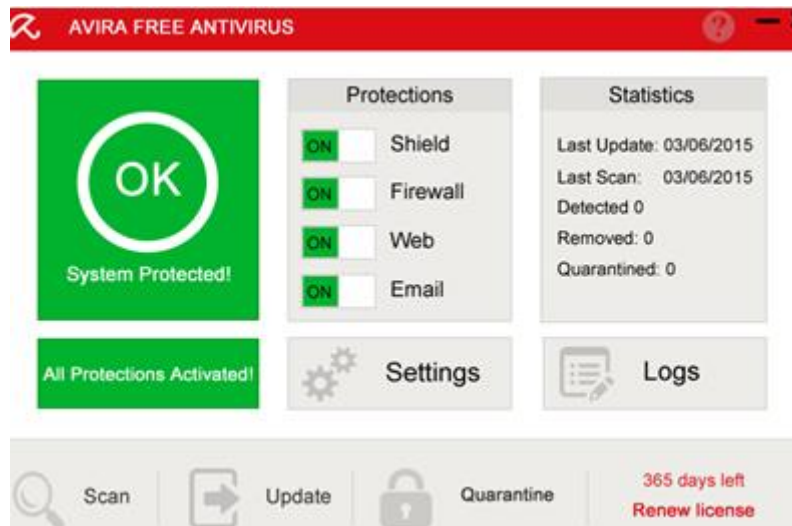 AVIRA FREE ANTIVIRUS
?
OK
System Protected!
All Protections Activated!
Protections
ON Shield
ON Firewall
ON Web
ON Email
Settings
Statistics
Last Update: 03/06/2015
Last Scan: 03/06/2015
Detected 0
Removed: 0
Quarantined: 0
Logs
Scan
Update
Quarantine
365 days left
Renew license